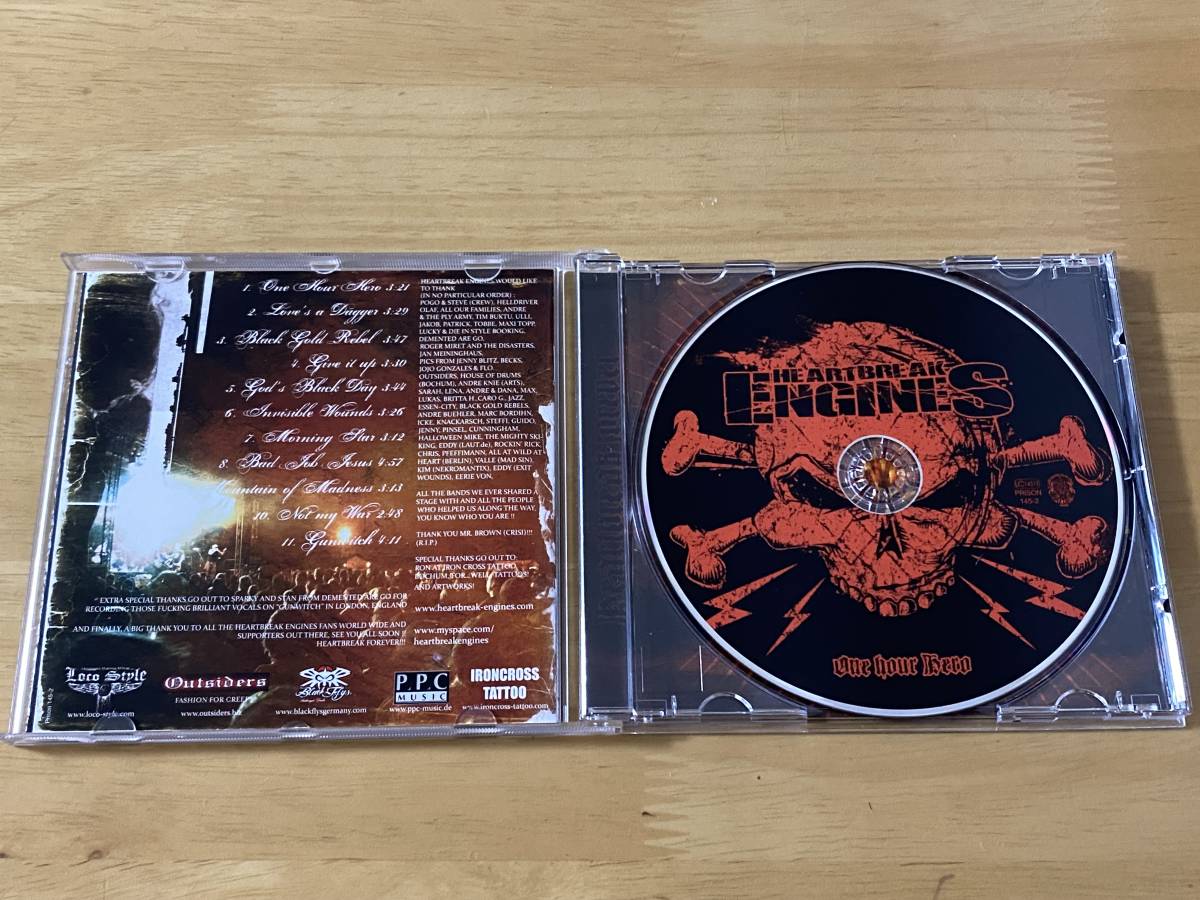 1. One Hour Hero 3:21
2. Love's a Dagger 3:29
3. Black Gold Rebel 3:47
4. Give it up 3:30
5. God's Black Day 3:44
6. Invisible Wounds 3:26
7. Morning Star 3:12
8. Bad Job Jesus 4:57
ountain of Madness 3:13
10. Not my War 2:48
11. Gunwitch 4:11
HEARTBREAK ENGINES WOULD LIKE
TO THANK
(IN NO PARTICULAR ORDER) :
POGO & STEVE (CREW), HELLDRIVER
OLAF, ALL OUR FAMILIES, ANDRE
& THE PLY ARMY, TIM BUKTU, ULLI,
JAKOB, PATRICK, TOBBE, MAXI TOPP,
LUCKY & DIE IN STYLE BOOKING,
DEMENTED ARE GO,
ROGER MIRET AND THE DISASTERS,
JAN MEININGHAUS,
PICS FROM JENNY BLITZ, BECKS,
JOJO GONZALES & FLO.
OUTSIDERS, HOUSE OF DRUMS
(BOCHUM), ANDRE KNIE (ARTS),
SARAH, LENA, ANDRE & DANA, MAX,
LUKAS, BRITTA H., CARO G., JAZZ,
ESSEN-CITY, BLACK GOLD REBELS,
ANDRE BUEHLER, MARC BORDIHN,
ICKE, KNACKARSCH, STEFFI, GUIDO,
JENNY, PINSEL, CUNNINGHAM,
HALLOWEEN MIKE, THE MIGHTY SKI-
KING, EDDY (LAUT.de), ROCKIN' RICK,
CHRIS, PFEFFIMANN, ALL AT WILD AT
HEART (BERLIN), VALLE (MAD SIN),
KIM (NEKROMANTIX), EDDY (EXIT
WOUNDS), EERIE VON,
ALL THE BANDS WE EVER SHARED A
STAGE WITH AND ALL THE PEOPLE
WHO HELPED US ALONG THE WAY,
YOU KNOW WHO YOU ARE !!
THANK YOU MR. BROWN (CRISI)!!!
(R.I.P.)
SPECIAL THANKS GO OUT TO:
RON AT IRON CROSS TATTOO
BOCHUM, FOR...WELL, TATTOOS!
AND ARTWORKS!
www.heartbreak-engines.com
www.myspace.com/
heartbreakengines
" EXTRA SPECIAL THANKS GO OUT TO SPARKY AND STAN FROM DEMENTED ARE GO FOR
RECORDING THOSE FUCKING BRILLIANT VOCALS ON "GUNWITCH" IN LONDON, ENGLAND
AND FINALLY, A BIG THANK YOU TO ALL THE HEARTBREAK ENGINES FANS WORLD WIDE AND
SUPPORTERS OUT THERE, SEE YOU ALL SOON !!
HEARTBREAK FOREVER!!!
Loco Style
www.loco-style.com
Outsiders
FASHION FOR CREEPS
www.outsiders.biz
Black Flys
www.blackflysgermany.com
PPC
MUSIC
www.ppc-music.de
IRONCROSS
TATTOO
www.ironcross-tattoo.com
Prison 145-2
HEARTBREAK
ENGINES
PRISON
145-2
One hour Hero